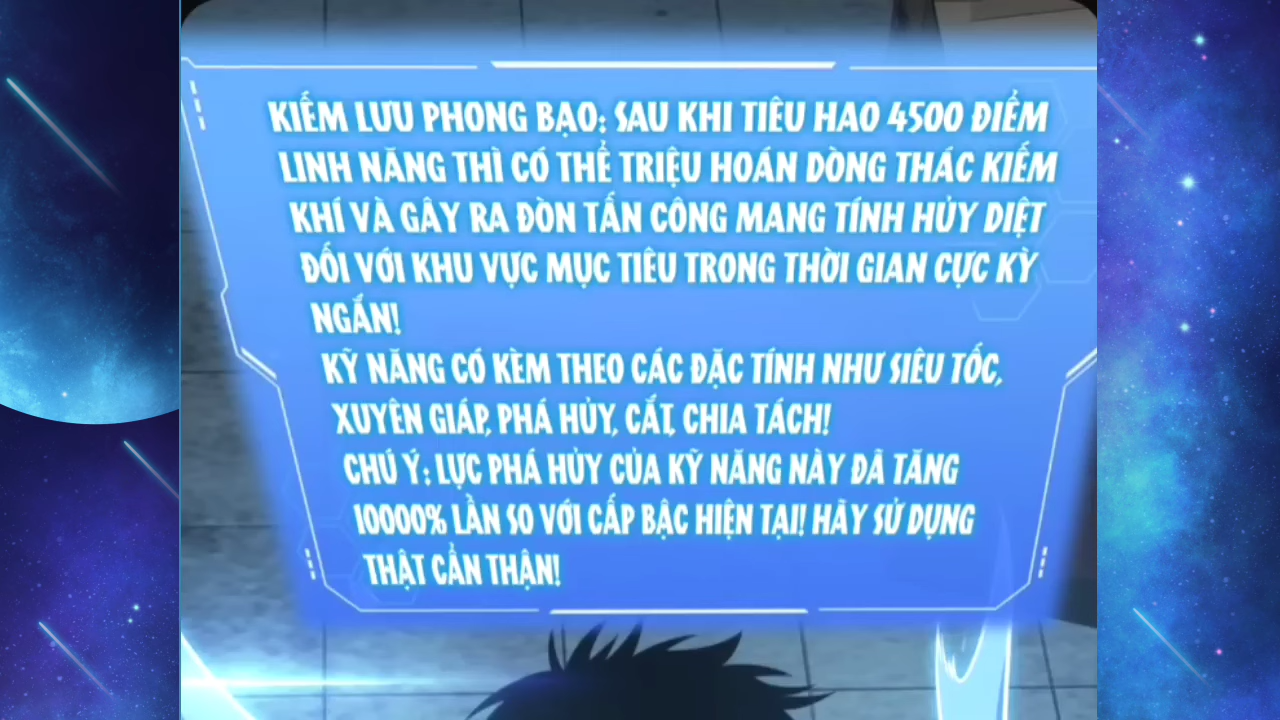 KIẾM LƯU PHONG BẠO: SAU KHI TIÊU HAO 4500 ĐIỂM
LINH NĂNG THÌ CÓ THỂ TRIỆU HOÁN DÒNG THÁC KIẾM
KHÍ VÀ GÂY RA ĐÒN TẤN CÔNG MANG TÍNH HỦY DIỆT
ĐỐI VỚI KHU VỰC MỤC TIÊU TRONG THỜI GIAN CỰC KỲ
NGẮN!
KỸ NĂNG CÓ KÈM THEO CÁC ĐẶC TÍNH NHƯ SIÊU TỐC,
XUYÊN GIÁP, PHÁ HỦY, CẮT, CHIA TÁCH!
CHÚ Ý: LỰC PHÁ HỦY CỦA KỸ NĂNG NÀY ĐÃ TĂNG
10000% LẦN SO VỚI CẤP BẬC HIỆN TẠI! HÃY SỬ DỤNG
THẬT CẨN THẬN!